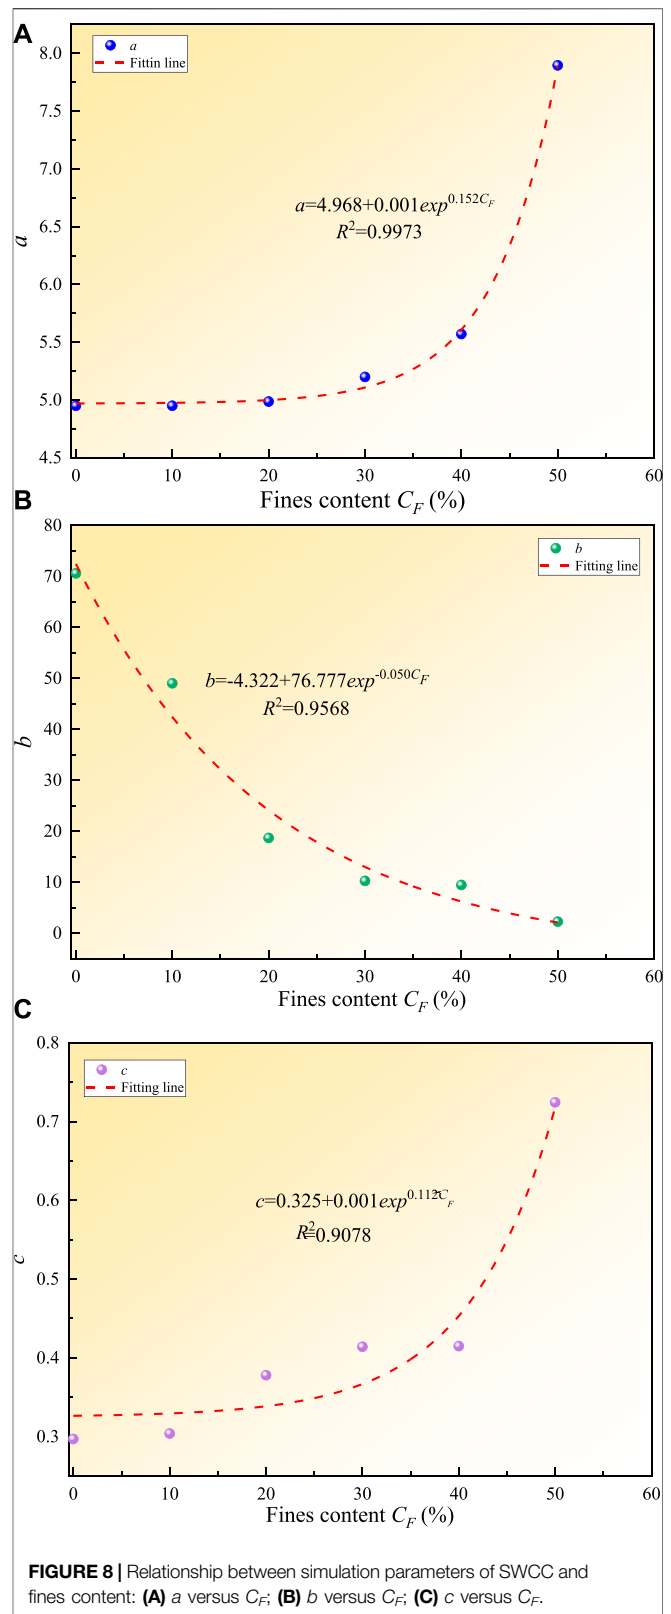 A
a
Fittin line
8.0
7.5
7.0
6.5
6.0
5.5
5.0
4.5
a
a=4.968+0.001exp^0.152C_F
R²=0.9973
0 10 20 30 40 50 60
Fines content C_F (%)
B
b
Fitting line
80
70
60
50
40
30
20
10
0
b
b=-4.322+76.777exp^-0.050C_F
R²=0.9568
0 10 20 30 40 50 60
Fines content C_F (%)
C
c
Fitting line
0.8
0.7
0.6
0.5
0.4
0.3
c
c=0.325+0.001exp^0.112C_F
R²=0.9078
0 10 20 30 40 50 60
Fines content C_F (%)
FIGURE 8 | Relationship between simulation parameters of SWCC and
fines content: (A) a versus C_F; (B) b versus C_F; (C) c versus C_F.